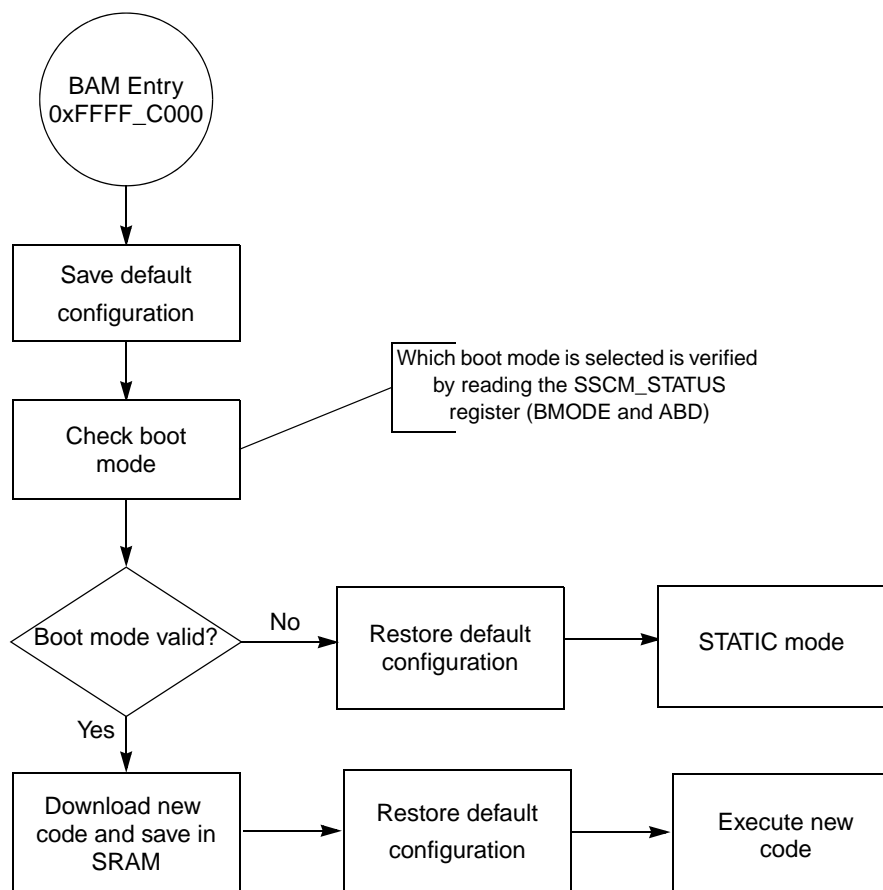 BAM Entry
0xFFFF_C000
Save default
configuration
Which boot mode is selected is verified
by reading the SSCM_STATUS
register (BMODE and ABD)
Check boot
mode
Boot mode valid?
No
Restore default
configuration
STATIC mode
Yes
Download new
code and save in
SRAM
Restore default
configuration
Execute new
code